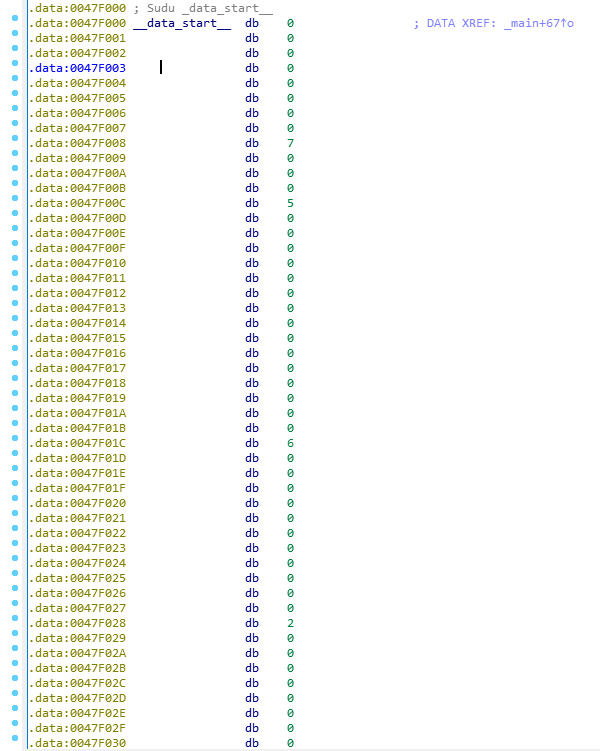 .data:0047F000 ; Sudu _data_start__
.data:0047F000 __data_start__ db 0 ; DATA XREF: _main+67↑o
.data:0047F001 db 0
.data:0047F002 db 0
.data:0047F003 db 0
.data:0047F004 db 0
.data:0047F005 db 0
.data:0047F006 db 0
.data:0047F007 db 0
.data:0047F008 db 7
.data:0047F009 db 0
.data:0047F00A db 0
.data:0047F00B db 0
.data:0047F00C db 5
.data:0047F00D db 0
.data:0047F00E db 0
.data:0047F00F db 0
.data:0047F010 db 0
.data:0047F011 db 0
.data:0047F012 db 0
.data:0047F013 db 0
.data:0047F014 db 0
.data:0047F015 db 0
.data:0047F016 db 0
.data:0047F017 db 0
.data:0047F018 db 0
.data:0047F019 db 0
.data:0047F01A db 0
.data:0047F01B db 0
.data:0047F01C db 6
.data:0047F01D db 0
.data:0047F01E db 0
.data:0047F01F db 0
.data:0047F020 db 0
.data:0047F021 db 0
.data:0047F022 db 0
.data:0047F023 db 0
.data:0047F024 db 0
.data:0047F025 db 0
.data:0047F026 db 0
.data:0047F027 db 0
.data:0047F028 db 2
.data:0047F029 db 0
.data:0047F02A db 0
.data:0047F02B db 0
.data:0047F02C db 0
.data:0047F02D db 0
.data:0047F02E db 0
.data:0047F02F db 0
.data:0047F030 db 0